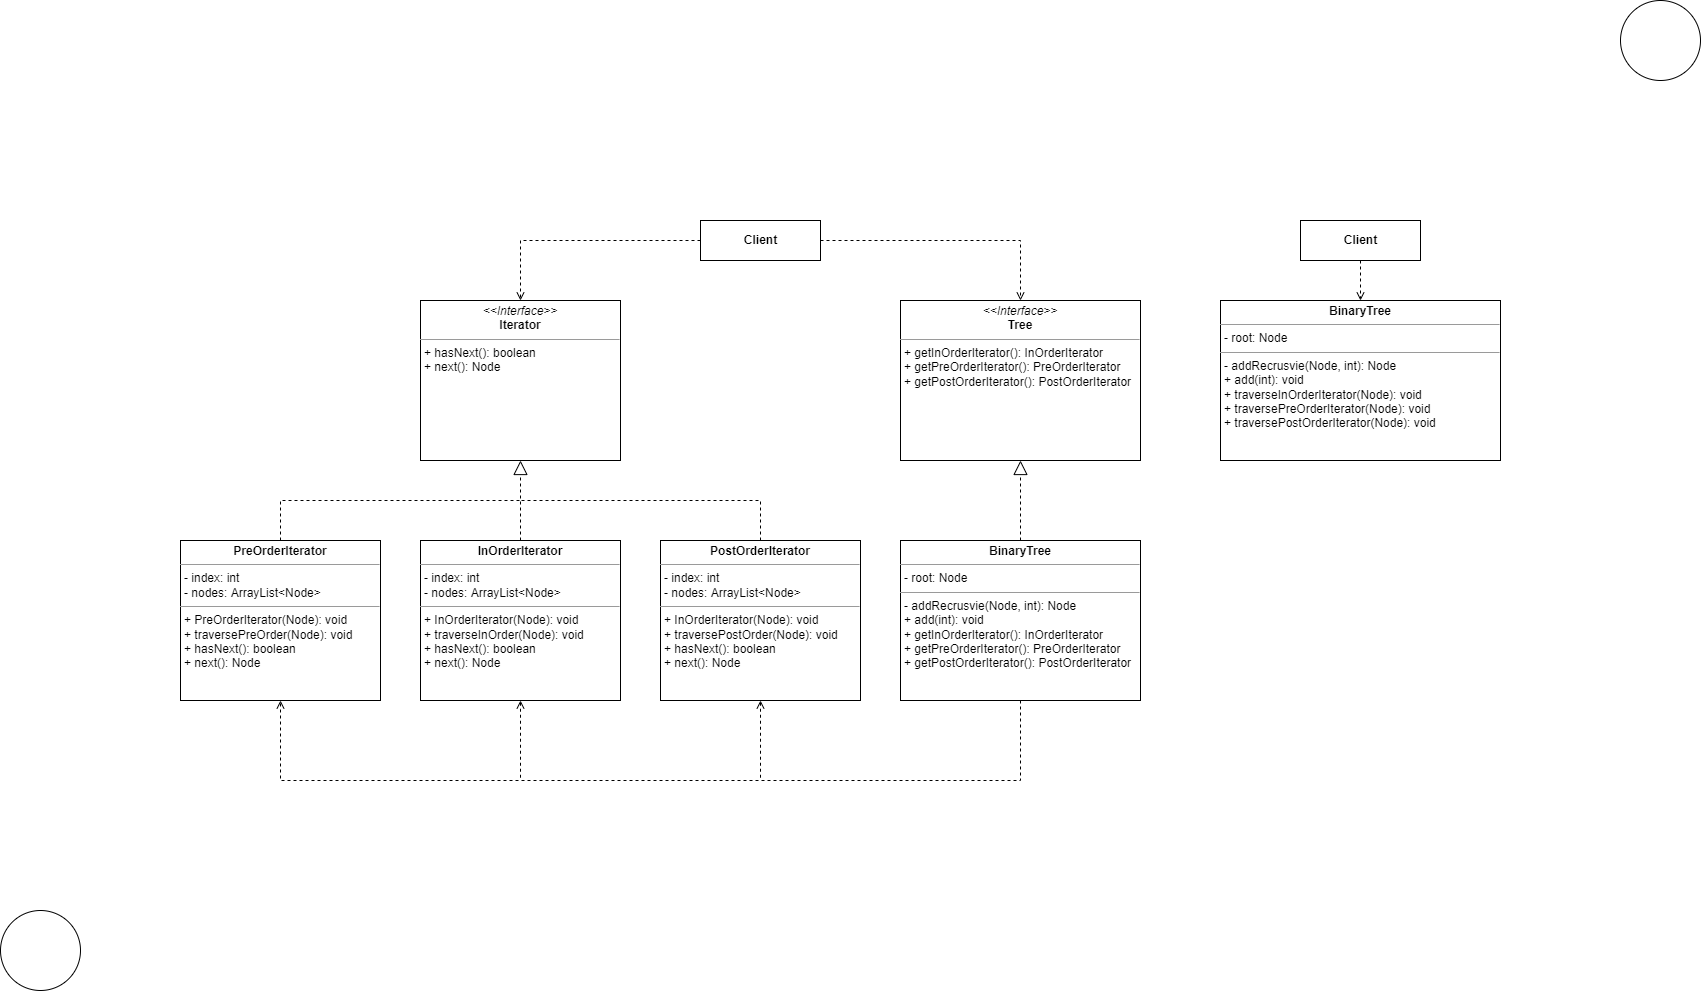 Client
Client
<<Interface>>
Iterator
+ hasNext(): boolean
+ next(): Node
<<Interface>>
Tree
+ getInOrderIterator(): InOrderIterator
+ getPreOrderIterator(): PreOrderIterator
+ getPostOrderIterator(): PostOrderIterator
BinaryTree
- root: Node
- addRecrusvie(Node, int): Node
+ add(int): void
+ traverseInOrderIterator(Node): void
+ traversePreOrderIterator(Node): void
+ traversePostOrderIterator(Node): void
PreOrderIterator
- index: int
- nodes: ArrayList<Node>
+ PreOrderIterator(Node): void
+ traversePreOrder(Node): void
+ hasNext(): boolean
+ next(): Node
InOrderIterator
- index: int
- nodes: ArrayList<Node>
+ InOrderIterator(Node): void
+ traverseInOrder(Node): void
+ hasNext(): boolean
+ next(): Node
PostOrderIterator
- index: int
- nodes: ArrayList<Node>
+ InOrderIterator(Node): void
+ traversePostOrder(Node): void
+ hasNext(): boolean
+ next(): Node
BinaryTree
- root: Node
- addRecrusvie(Node, int): Node
+ add(int): void
+ getInOrderIterator(): InOrderIterator
+ getPreOrderIterator(): PreOrderIterator
+ getPostOrderIterator(): PostOrderIterator